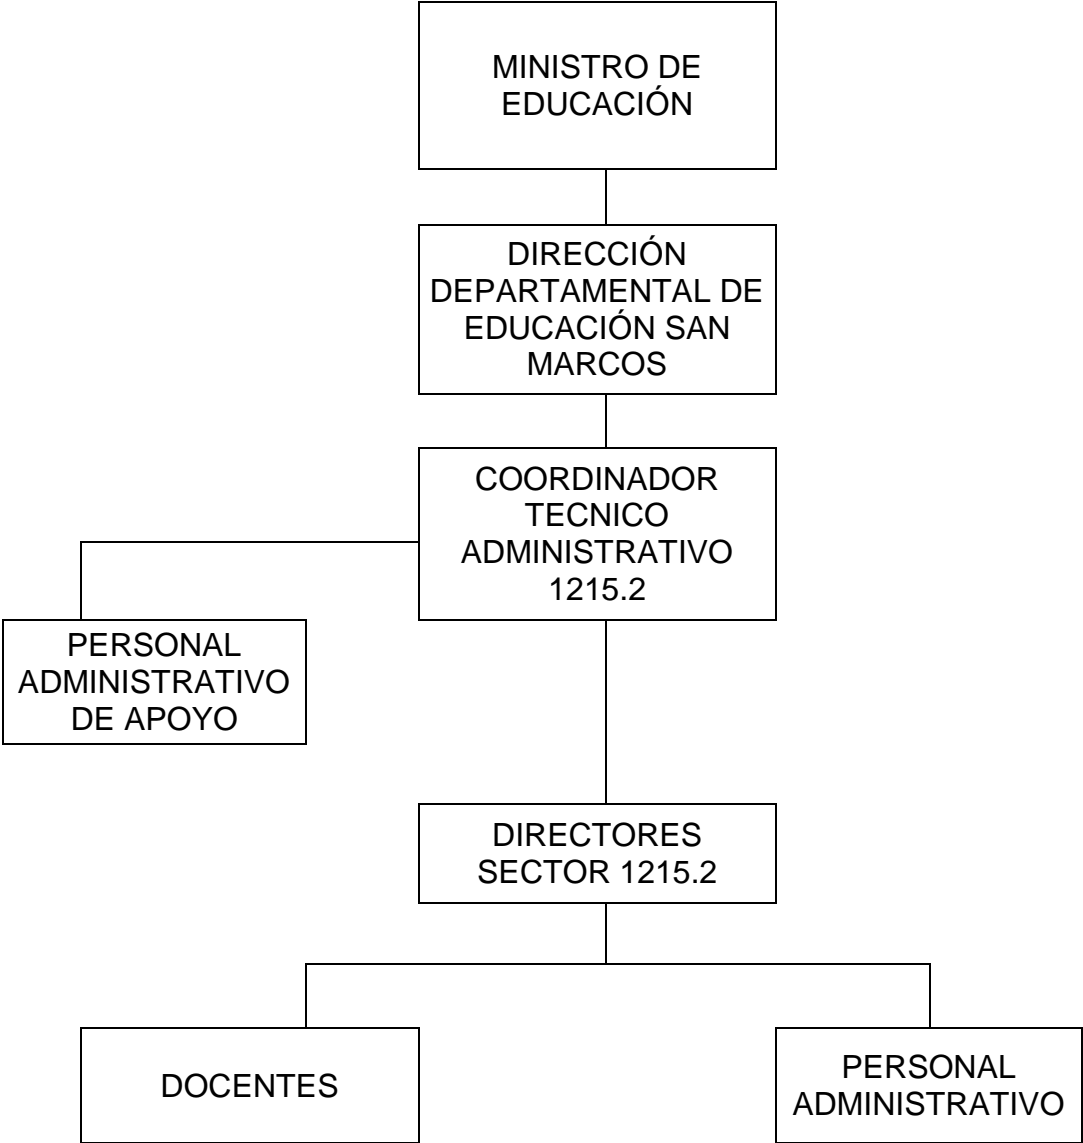 MINISTRO DE
EDUCACIÓN
DIRECCIÓN
DEPARTAMENTAL DE
EDUCACIÓN SAN
MARCOS
COORDINADOR
TECNICO
ADMINISTRATIVO
1215.2
PERSONAL
ADMINISTRATIVO
DE APOYO
DIRECTORES
SECTOR 1215.2
DOCENTES
PERSONAL
ADMINISTRATIVO